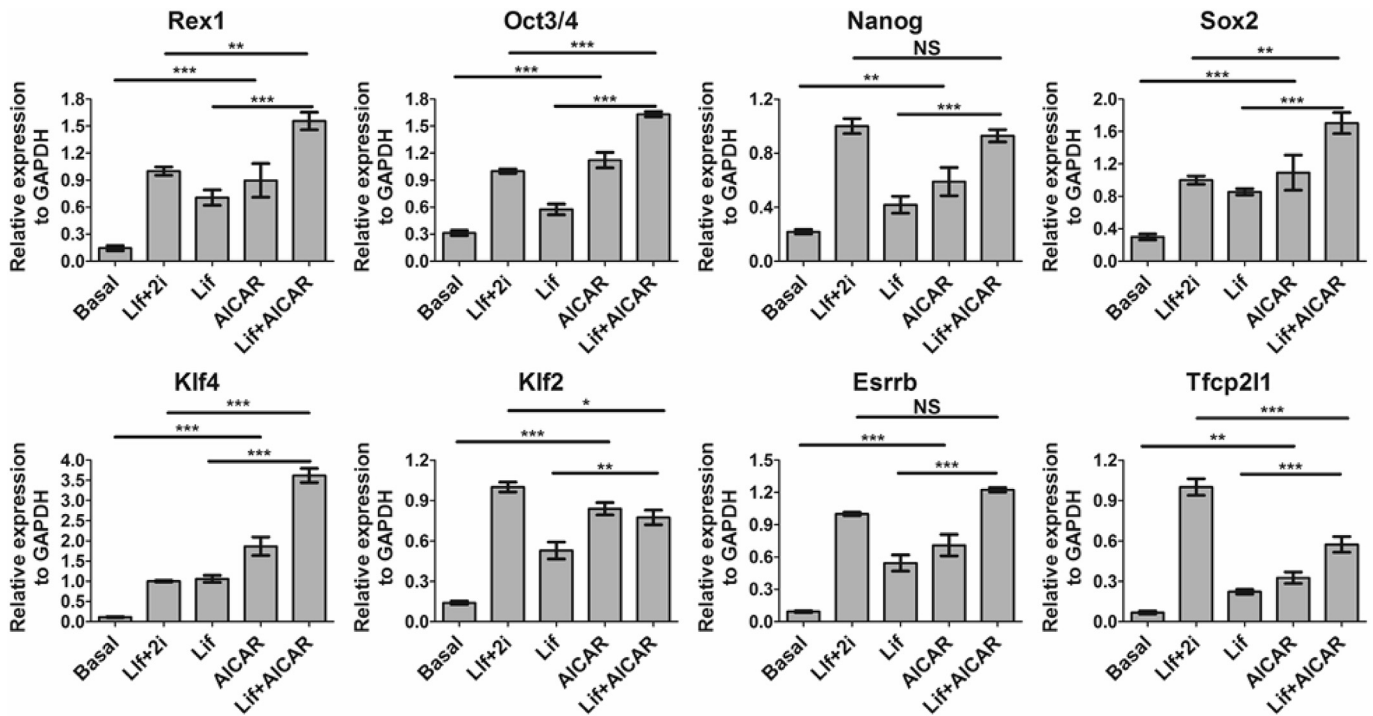 Rex1
**
***
***
Relative expression
to GAPDH
1.8
1.5
1.2
0.9
0.6
0.3
0.0
Basal
LIf+2i
Lif
AICAR
Lif+AICAR
Oct3/4
***
***
***
Relative expression
to GAPDH
1.8
1.5
1.2
0.9
0.6
0.3
0.0
Basal
LIf+2i
Lif
AICAR
Lif+AICAR
Nanog
NS
**
***
Relative expression
to GAPDH
1.2
0.8
0.4
0.0
Basal
LIf+2i
Lif
AICAR
Lif+AICAR
Sox2
**
***
***
Relative expression
to GAPDH
2.0
1.6
1.2
0.8
0.4
0.0
Basal
LIf+2i
Lif
AICAR
Lif+AICAR
Klf4
***
***
***
Relative expression
to GAPDH
4.0
3.5
3.0
2.5
2.0
1.5
1.0
0.5
0.0
Basal
LIf+2i
Lif
AICAR
Lif+AICAR
Klf2
*
***
**
Relative expression
to GAPDH
1.2
0.9
0.6
0.3
0.0
Basal
LIf+2i
Lif
AICAR
Lif+AICAR
Esrrb
NS
***
***
Relative expression
to GAPDH
1.5
1.2
0.9
0.6
0.3
0.0
Basal
LIf+2i
Lif
AICAR
Lif+AICAR
Tfcp2l1
***
**
***
Relative expression
to GAPDH
1.2
0.9
0.6
0.3
0.0
Basal
LIf+2i
Lif
AICAR
Lif+AICAR